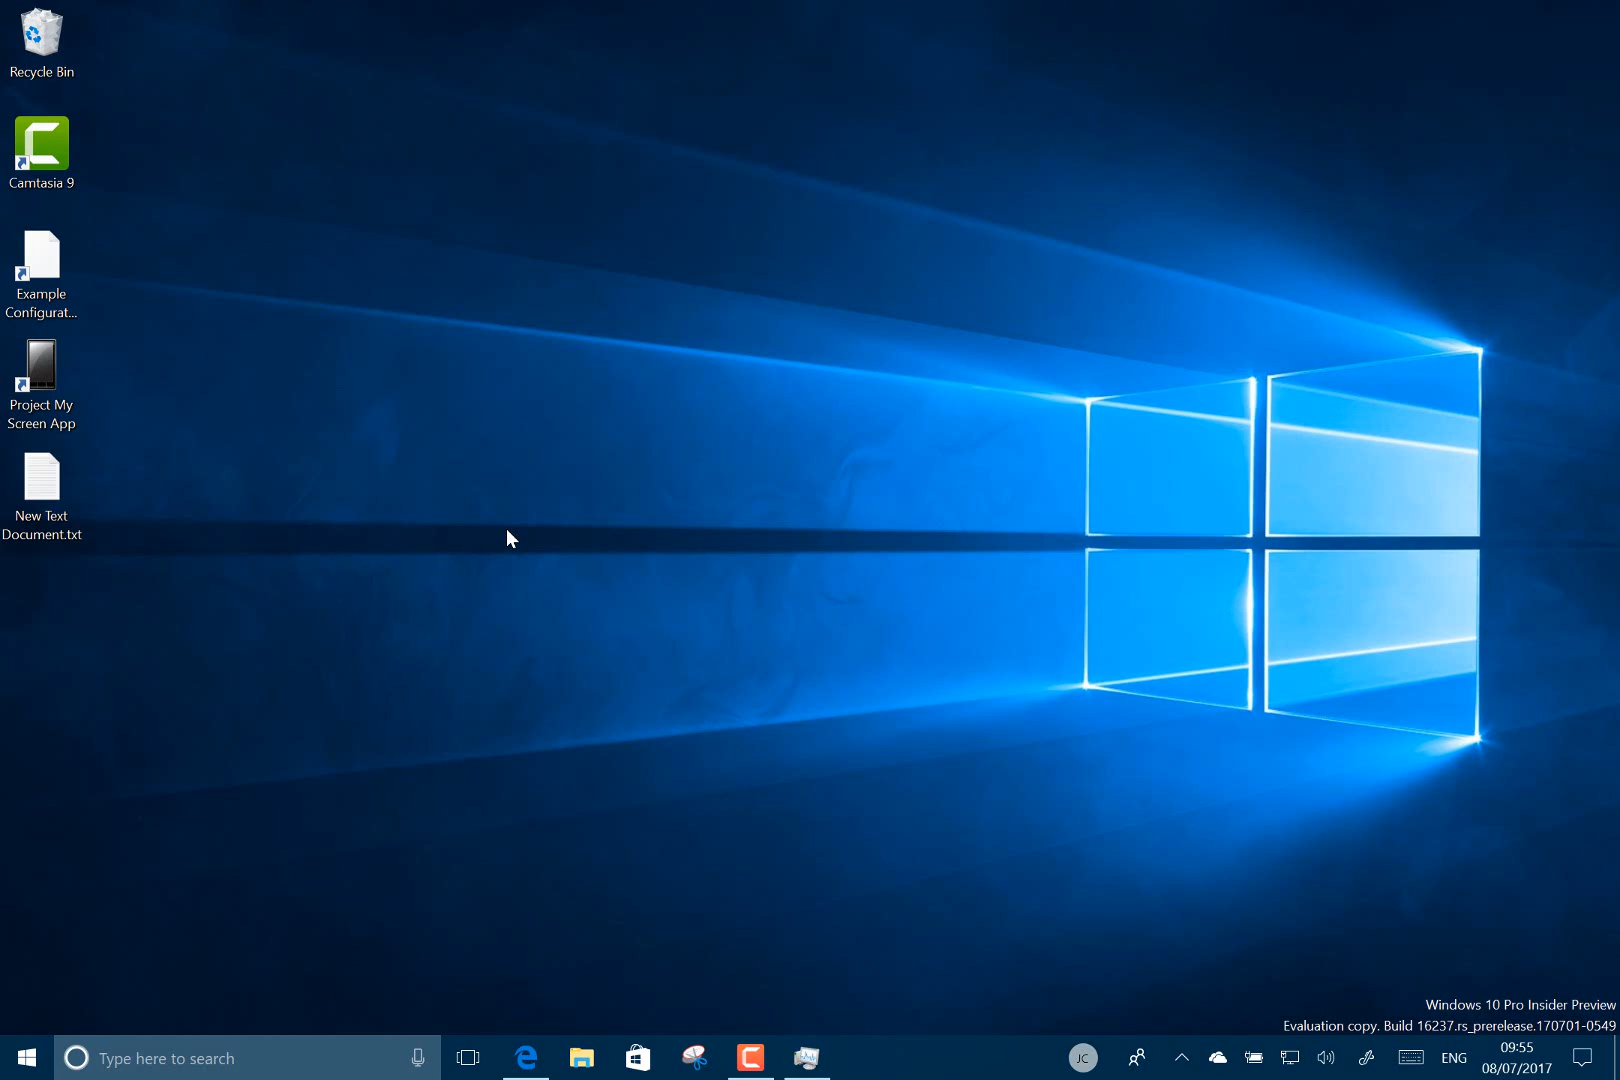 Recycle Bin
Camtasia 9
Example
Configurat...
Project My
Screen App
New Text
Document.txt
Windows 10 Pro Insider Preview
Evaluation copy. Build 16237.rs_prerelease.170701-0549
Type here to search
JC
ENG
09:55
08/07/2017